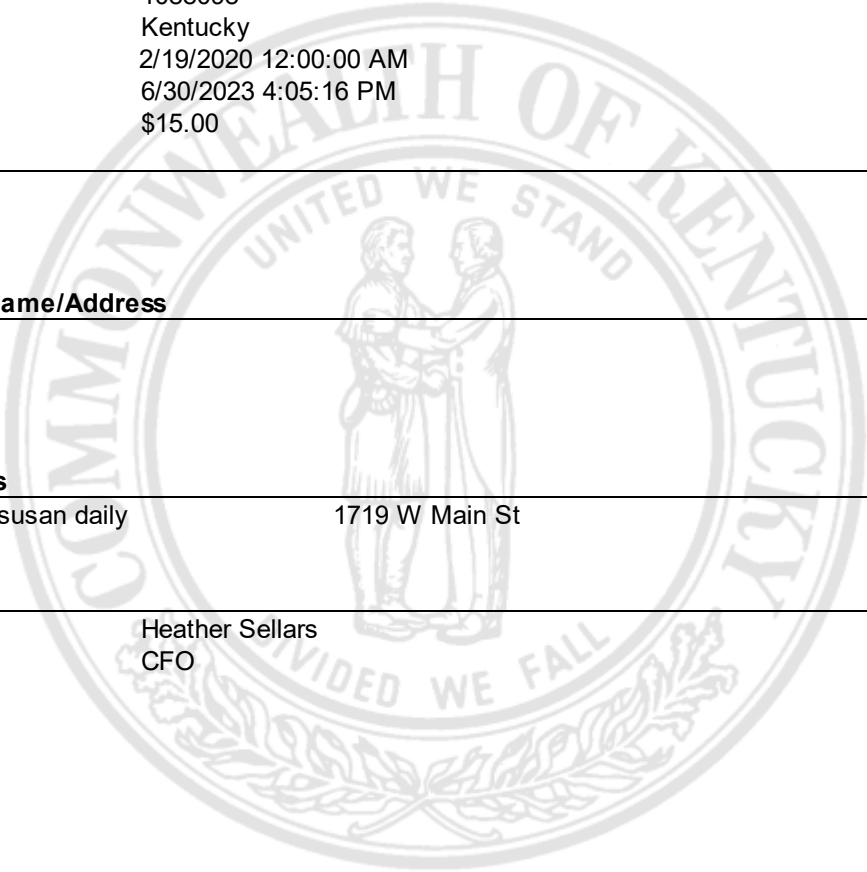 Kentucky
2/19/2020 12:00:00 AM
6/30/2023 4:05:16 PM
$15.00
COMMONWEALTH OF KENTUCKY
UNITED WE STAND
ame/Address
s
susan daily 1719 W Main St
Heather Sellars
CFO
DIVIDED WE FALL